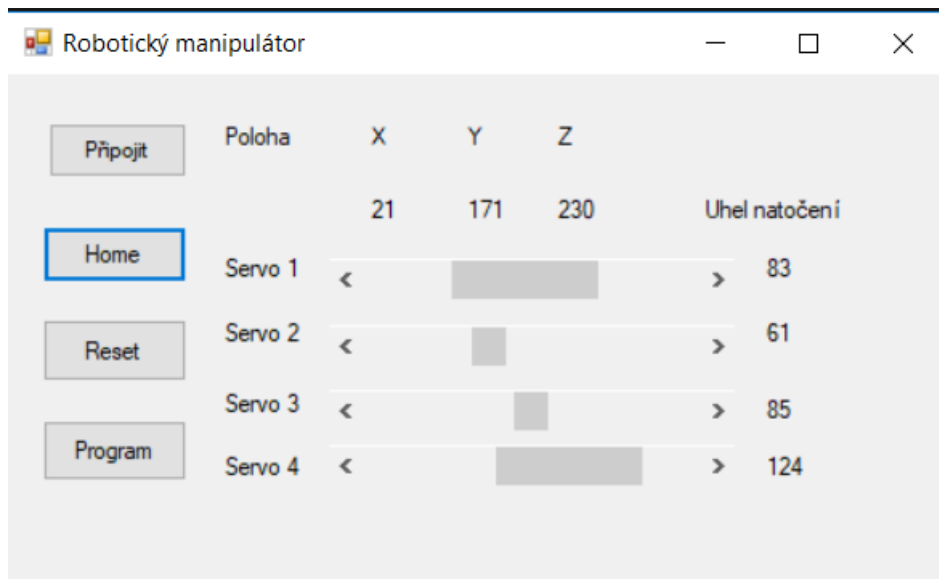 Robotický manipulátor
Připojit
Poloha X Y Z
21 171 230 Uhel natočení
Home
Servo 1 83
Servo 2 61
Reset
Servo 3 85
Program
Servo 4 124